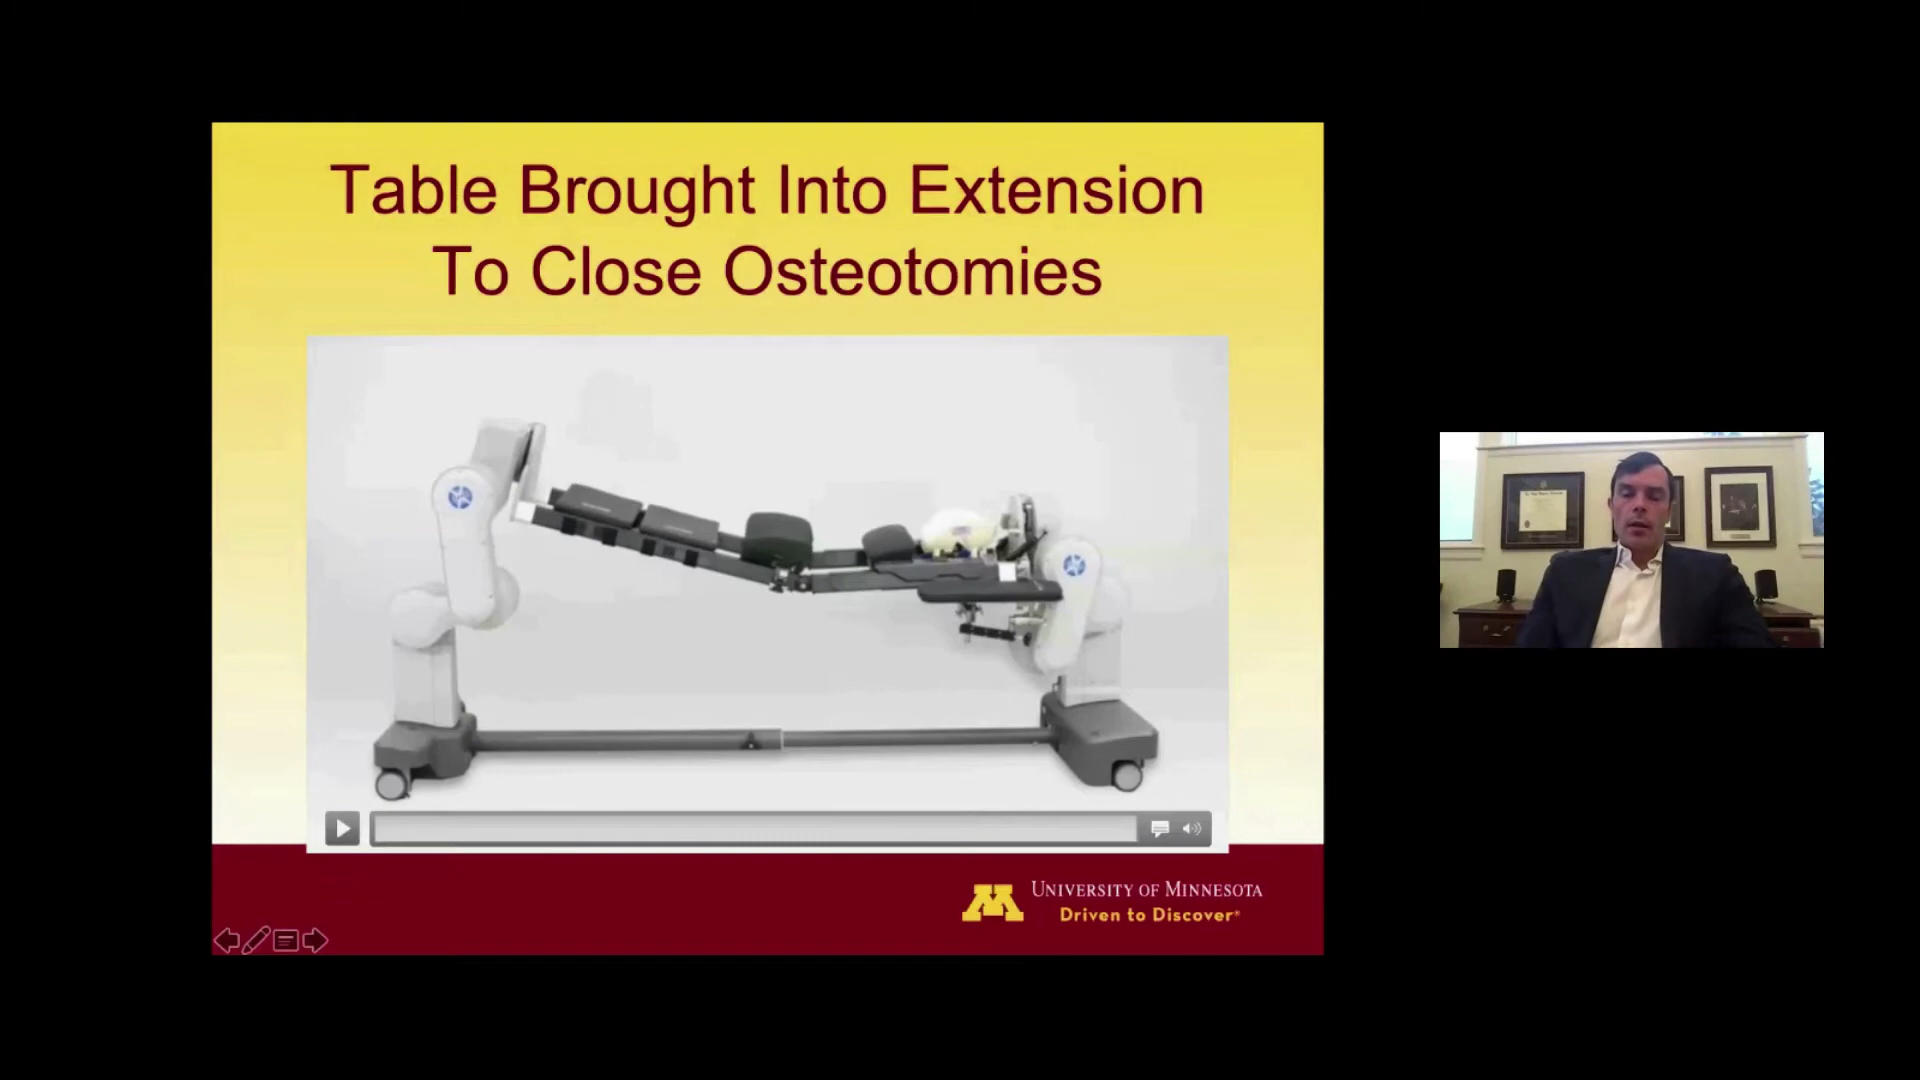 Table Brought Into Extension
To Close Osteotomies
UNIVERSITY OF MINNESOTA
Driven to Discover®